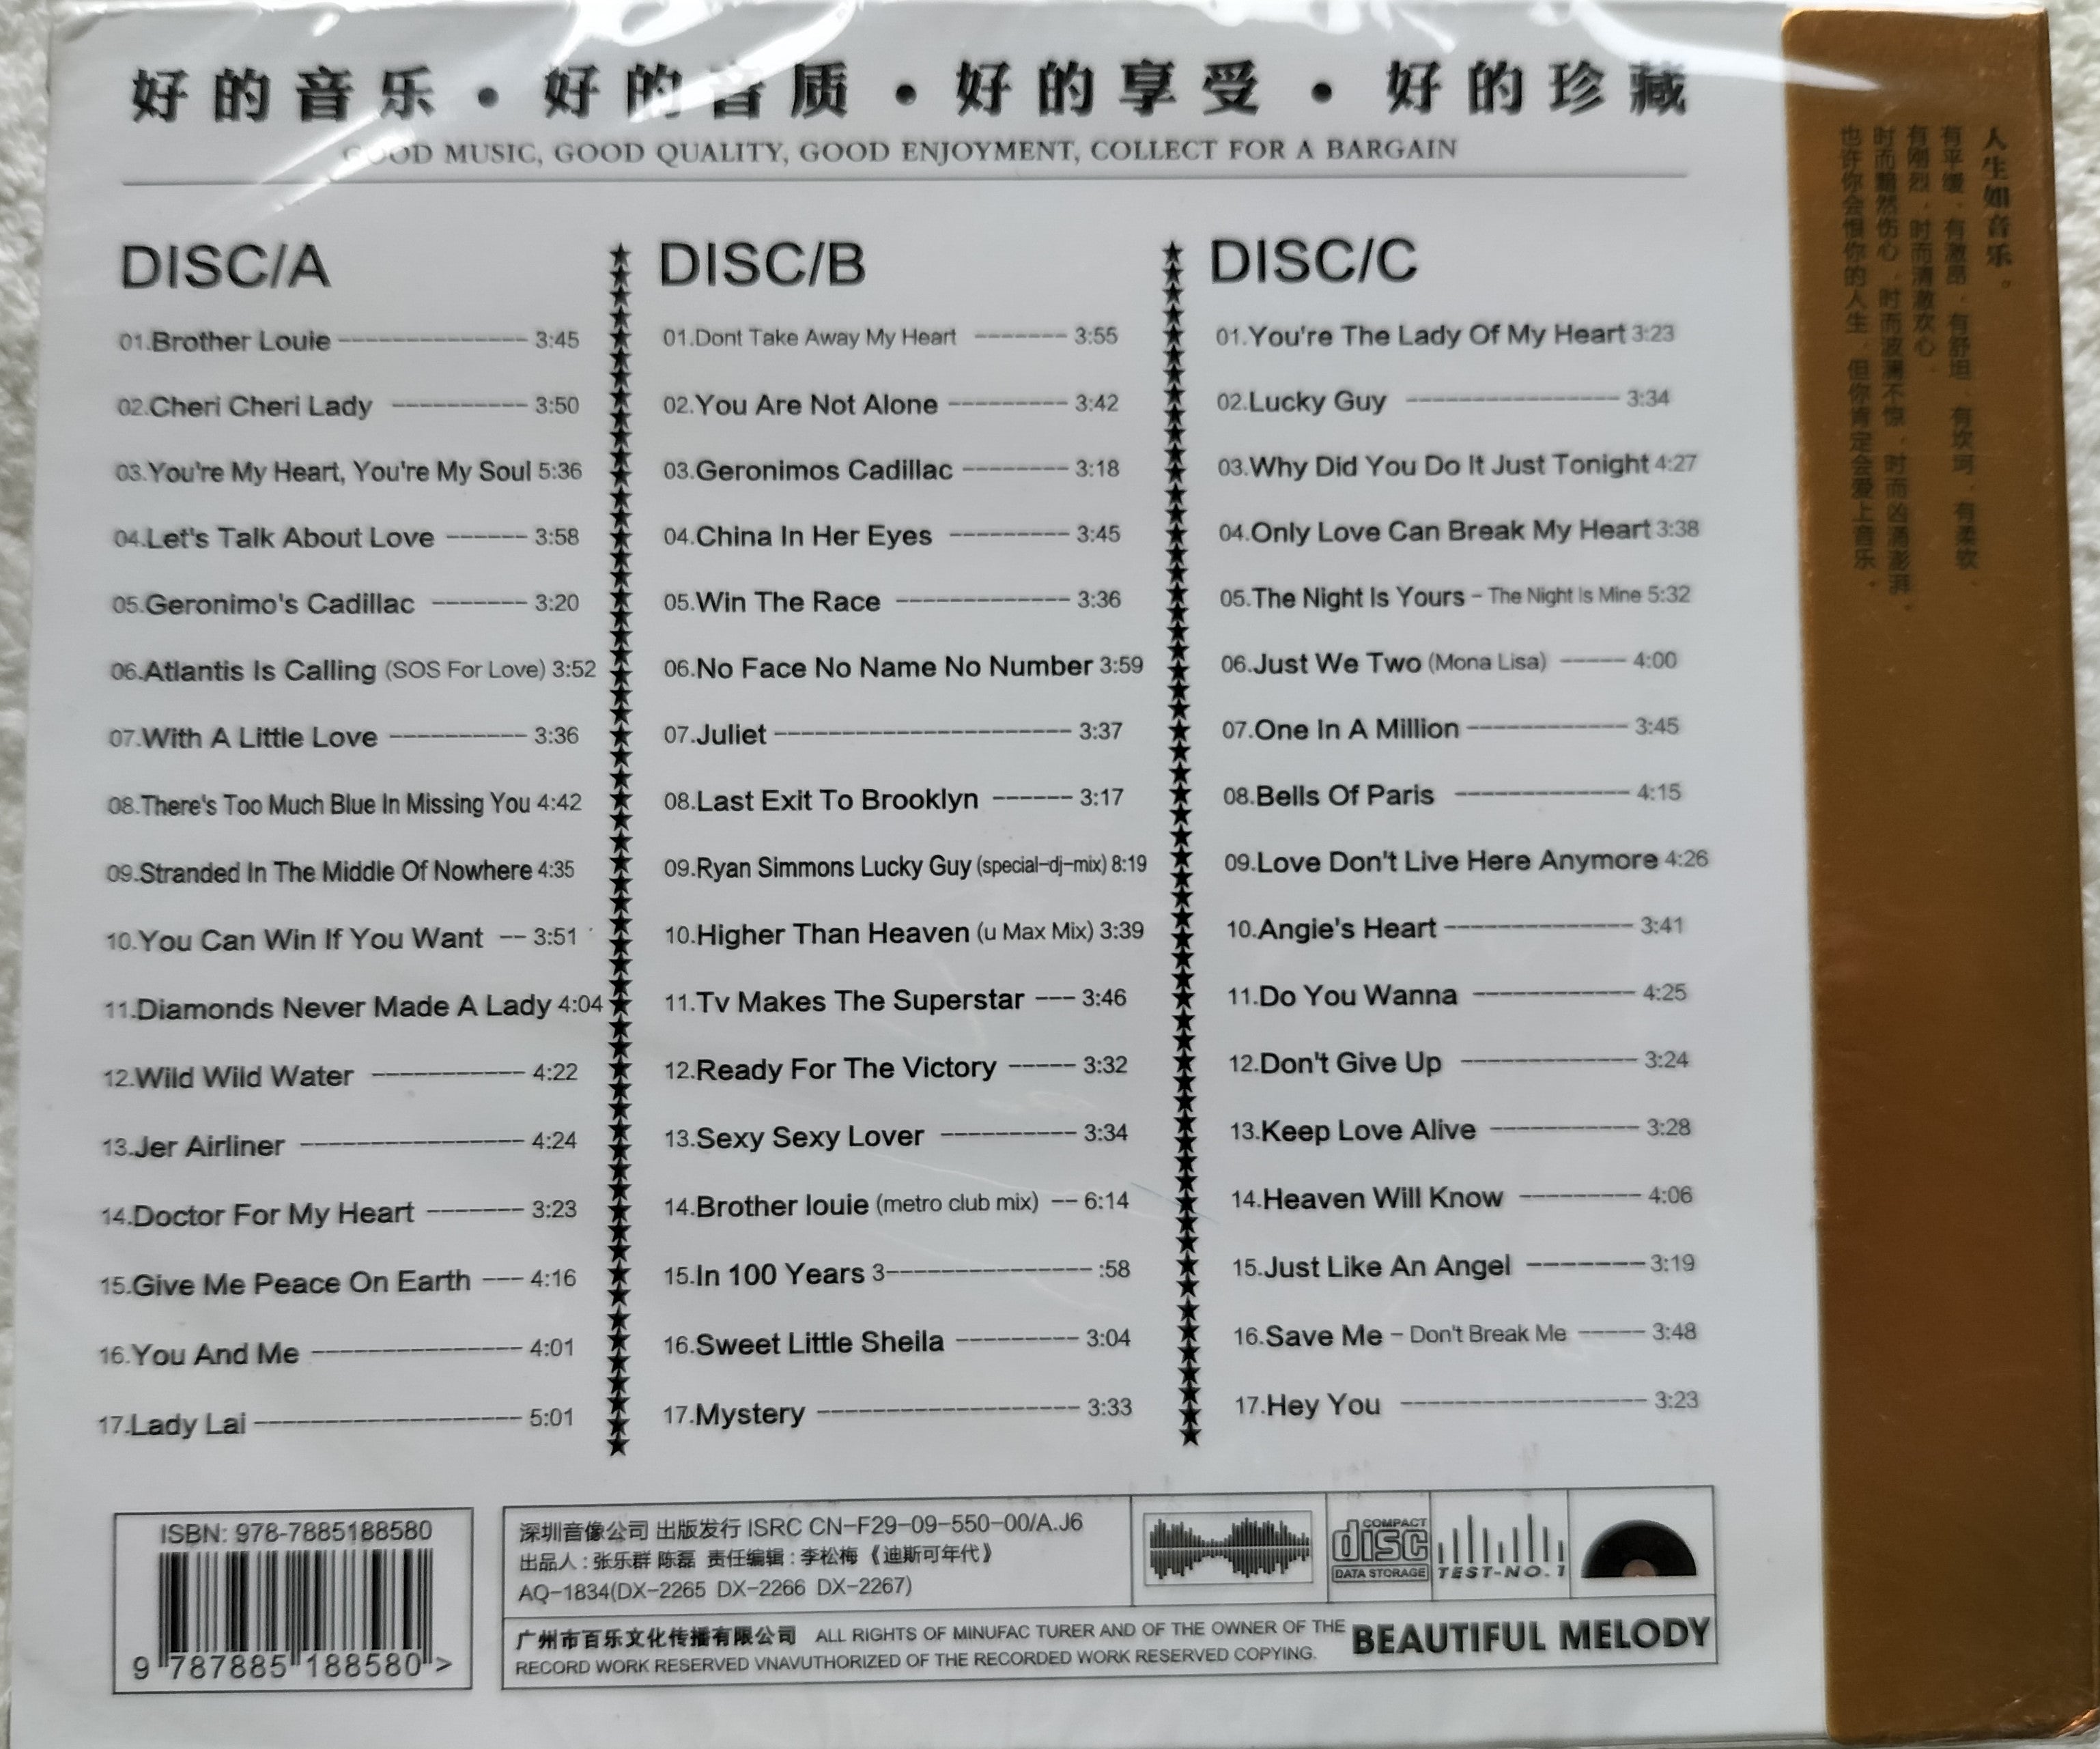 好的音乐·好的音质·好的享受·好的珍藏
GOOD MUSIC, GOOD QUALITY, GOOD ENJOYMENT, COLLECT FOR A BARGAIN
DISC/A
01.Brother Louie 3:45
02.Cheri Cheri Lady 3:50
03.You're My Heart, You're My Soul 5:36
04.Let's Talk About Love 3:58
05.Geronimo's Cadillac 3:20
06.Atlantis Is Calling (SOS For Love) 3:52
07.With A Little Love 3:36
08.There's Too Much Blue In Missing You 4:42
09.Stranded In The Middle Of Nowhere 4:35
10.You Can Win If You Want 3:51
11.Diamonds Never Made A Lady 4:04
12.Wild Wild Water 4:22
13.Jer Airliner 4:24
14.Doctor For My Heart 3:23
15.Give Me Peace On Earth 4:16
16.You And Me 4:01
17.Lady Lai 5:01
DISC/B
01.Dont Take Away My Heart 3:55
02.You Are Not Alone 3:42
03.Geronimos Cadillac 3:18
04.China In Her Eyes 3:45
05.Win The Race 3:36
06.No Face No Name No Number 3:59
07.Juliet 3:37
08.Last Exit To Brooklyn 3:17
09.Ryan Simmons Lucky Guy (special-dj-mix) 8:19
10.Higher Than Heaven (u Max Mix) 3:39
11.Tv Makes The Superstar 3:46
12.Ready For The Victory 3:32
13.Sexy Sexy Lover 3:34
14.Brother louie (metro club mix) 6:14
15.In 100 Years 3 :58
16.Sweet Little Sheila 3:04
17.Mystery 3:33
DISC/C
01.You're The Lady Of My Heart 3:23
02.Lucky Guy 3:34
03.Why Did You Do It Just Tonight 4:27
04.Only Love Can Break My Heart 3:38
05.The Night Is Yours - The Night Is Mine 5:32
06.Just We Two (Mona Lisa) 4:00
07.One In A Million 3:45
08.Bells Of Paris 4:15
09.Love Don't Live Here Anymore 4:26
10.Angie's Heart 3:41
11.Do You Wanna 4:25
12.Don't Give Up 3:24
13.Keep Love Alive 3:28
14.Heaven Will Know 4:06
15.Just Like An Angel 3:19
16.Save Me - Don't Break Me 3:48
17.Hey You 3:23
人生如音乐。
有平缓、有激昂、有舒坦、有坎坷、有柔软、
有刚烈，时而清澈欢心，
时而黯然伤心，时而波澜不惊，时而凶涌澎湃。
也许你会恨你的人生，但你肯定会爱上音乐。
ISBN: 978-7885188580
9 787885 188580 >
深圳音像公司 出版发行 ISRC CN-F29-09-550-00/A.J6
出品人：张乐群 陈磊 责任编辑：李松梅《迪斯可年代》
AQ-1834(DX-2265 DX-2266 DX-2267)
COMPACT
disc
DATA STORAGE
TEST-NO.1
广州市百乐文化传播有限公司 ALL RIGHTS OF MINUFAC TURER AND OF THE OWNER OF THE
RECORD WORK RESERVED VNAVUTHORIZED OF THE RECORDED WORK RESERVED COPYING.
BEAUTIFUL MELODY